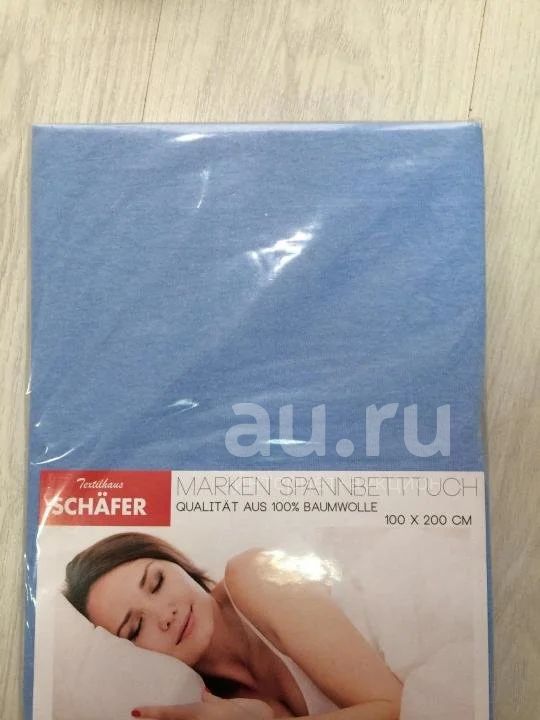 au.ru
Textilhaus
SCHÄFER
MARKEN SPANNBETTTUCH
QUALITÄT AUS 100% BAUMWOLLE
100 X 200 CM